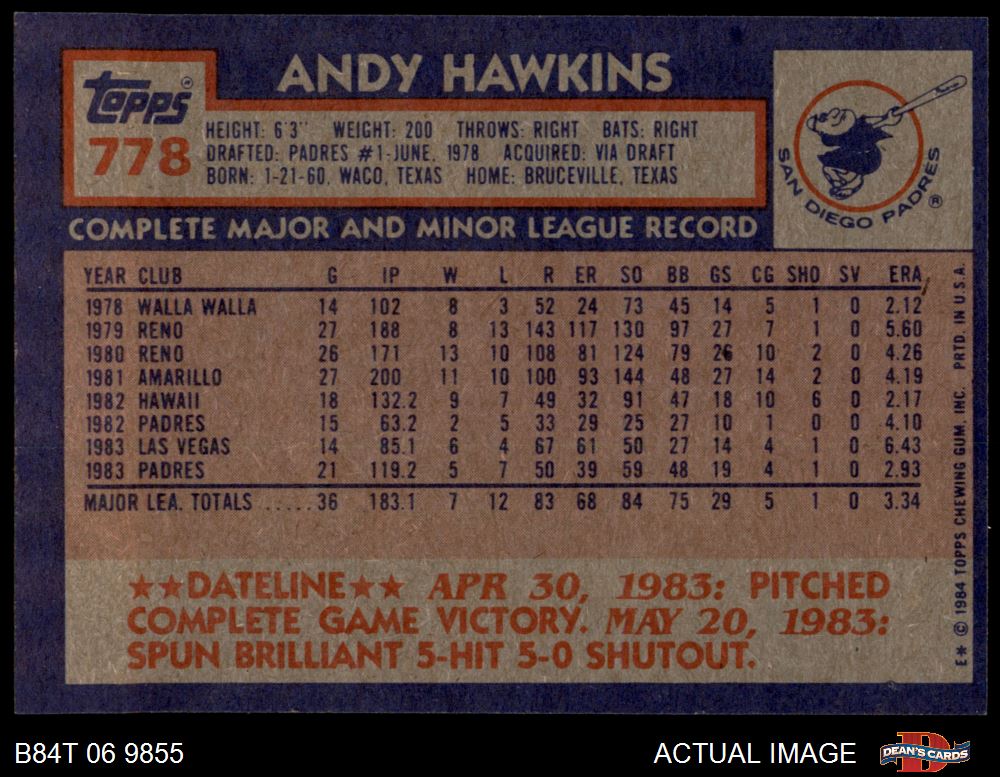 ANDY HAWKINS
Topps ®
778
HEIGHT: 6'3" WEIGHT: 200 THROWS: RIGHT BATS: RIGHT
DRAFTED: PADRES #1-JUNE, 1978 ACQUIRED: VIA DRAFT
BORN: 1-21-60, WACO, TEXAS HOME: BRUCEVILLE, TEXAS
SAN DIEGO PADRES ®
COMPLETE MAJOR AND MINOR LEAGUE RECORD
YEAR CLUB G IP W L R ER SO BB GS CG SHO SV ERA
1978 WALLA WALLA 14 102 8 3 52 24 73 45 14 5 1 0 2.12
1979 RENO 27 188 8 13 143 117 130 97 27 7 1 0 5.60
1980 RENO 26 171 13 10 108 81 124 79 26 10 2 0 4.26
1981 AMARILLO 27 200 11 10 100 93 144 48 27 14 2 0 4.19
1982 HAWAII 18 132.2 9 7 49 32 91 47 18 10 6 0 2.17
1982 PADRES 15 63.2 2 5 33 29 25 27 10 1 0 0 4.10
1983 LAS VEGAS 14 85.1 6 4 67 61 50 27 14 4 1 0 6.43
1983 PADRES 21 119.2 5 7 50 39 59 48 19 4 1 0 2.93
MAJOR LEA. TOTALS ..... 36 183.1 7 12 83 68 84 75 29 5 1 0 3.34
★★DATELINE★★ APR 30, 1983: PITCHED
COMPLETE GAME VICTORY. MAY 20, 1983:
SPUN BRILLIANT 5-HIT 5-0 SHUTOUT.
E* © 1984 TOPPS CHEWING GUM, INC. PRTD. IN U.S.A.
B84T 06 9855
ACTUAL IMAGE
DEAN'S CARDS